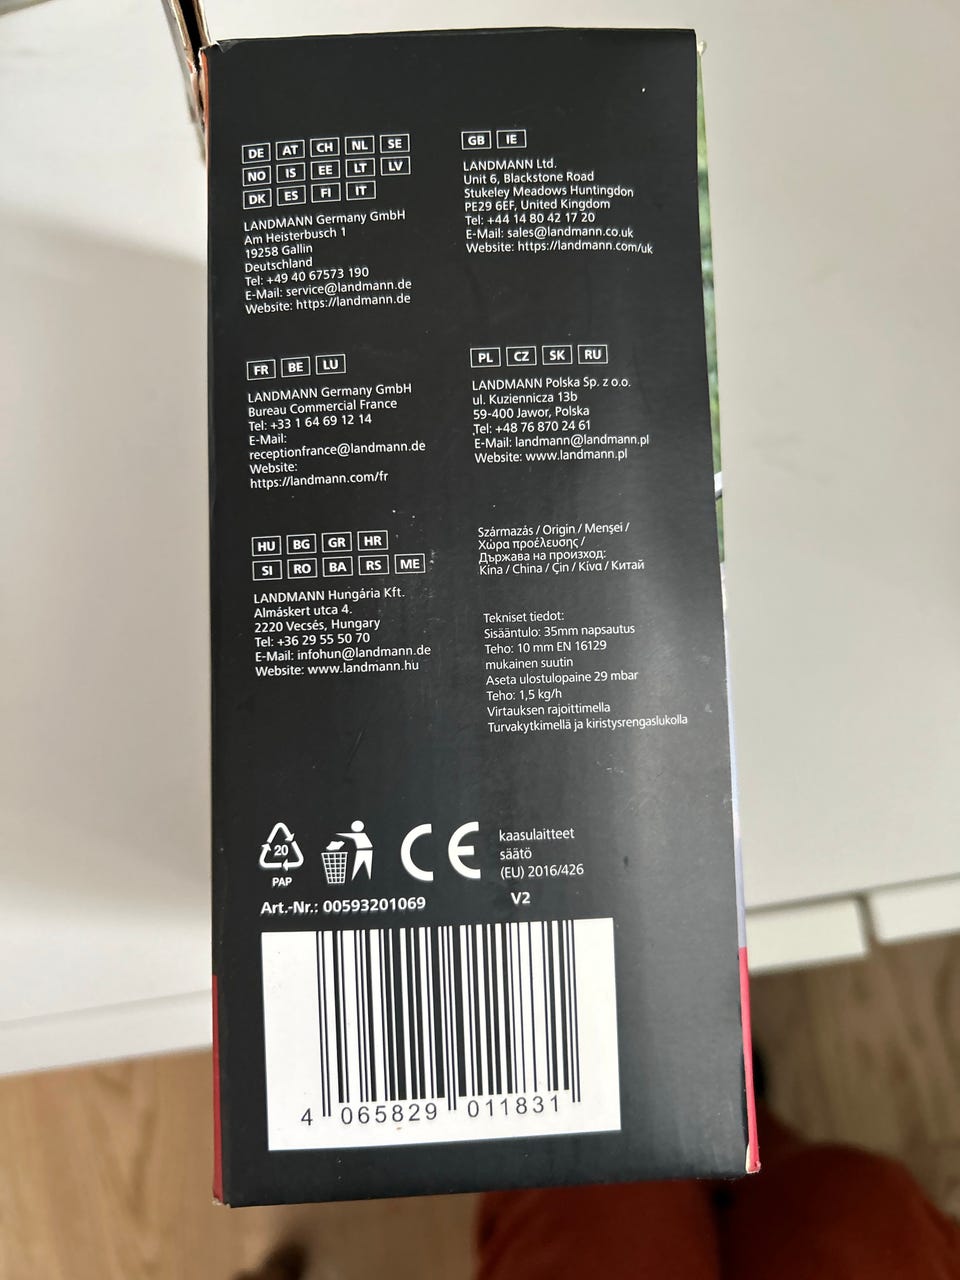 DE AT CH NL SE
NO IS EE LT LV
DK ES FI IT
LANDMANN Germany GmbH
Am Heisterbusch 1
19258 Gallin
Deutschland
Tel: +49 40 67573 190
E-Mail: service@landmann.de
Website: https://landmann.de
GB IE
LANDMANN Ltd.
Unit 6, Blackstone Road
Stukeley Meadows Huntingdon
PE29 6EF, United Kingdom
Tel: +44 14 80 42 17 20
E-Mail: sales@landmann.co.uk
Website: https://landmann.com/uk
FR BE LU
LANDMANN Germany GmbH
Bureau Commercial France
Tel: +33 1 64 69 12 14
E-Mail:
receptionfrance@landmann.de
Website:
https://landmann.com/fr
PL CZ SK RU
LANDMANN Polska Sp. z o.o.
ul. Kuziennicza 13b
59-400 Jawor, Polska
Tel: +48 76 870 24 61
E-Mail: landmann@landmann.pl
Website: www.landmann.pl
HU BG GR HR
SI RO BA RS ME
LANDMANN Hungária Kft.
Almáskert utca 4.
2220 Vecsés, Hungary
Tel: +36 29 55 50 70
E-Mail: infohun@landmann.de
Website: www.landmann.hu
Származás / Origin / Menşei /
Χώρα προέλευσης /
Държава на произход:
Kína / China / Çin / Κίνα / Китай
Tekniset tiedot:
Sisääntulo: 35mm napsautus
Teho: 10 mm EN 16129
mukainen suutin
Aseta ulostulopaine 29 mbar
Teho: 1,5 kg/h
Virtauksen rajoittimella
Turvakytkimellä ja kiristysrengaslukolla
20
PAP
CE
kaasulaitteet
säätö
(EU) 2016/426
Art.-Nr.: 00593201069
V2
4 065829 011831